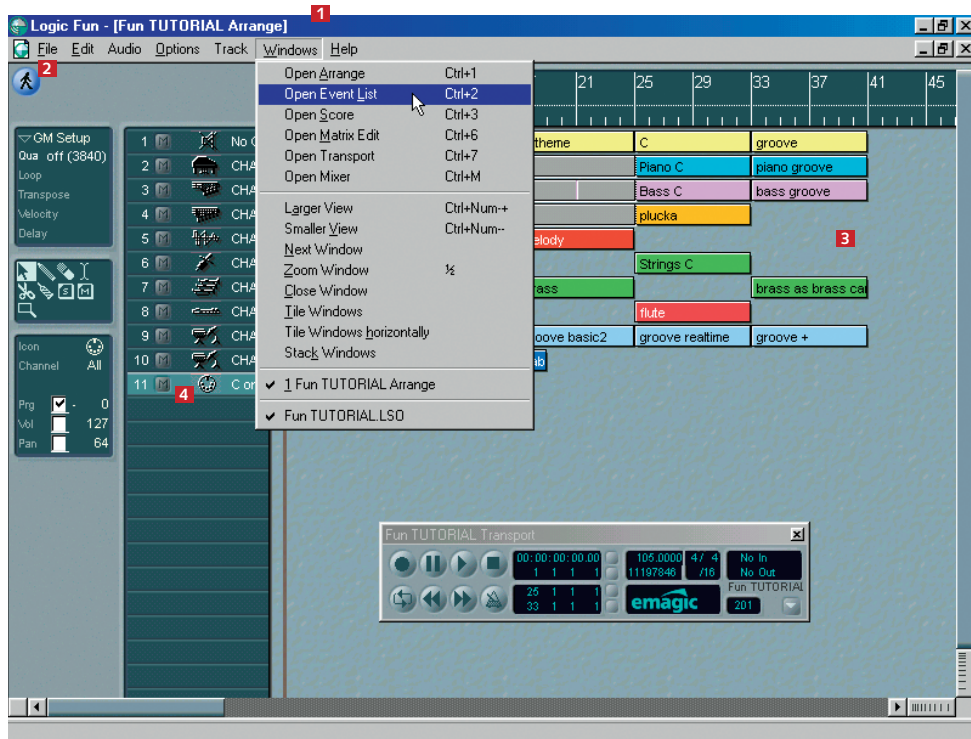 1
Logic Fun - [Fun TUTORIAL Arrange]
File Edit Audio Options Track Windows Help
2
Open Arrange Ctrl+1
Open Event List Ctrl+2
Open Score Ctrl+3
Open Matrix Edit Ctrl+6
Open Transport Ctrl+7
Open Mixer Ctrl+M
Larger View Ctrl+Num-+
Smaller View Ctrl+Num--
Next Window
Zoom Window ½
Close Window
Tile Windows
Tile Windows horizontally
Stack Windows
✔ 1 Fun TUTORIAL Arrange
✔ Fun TUTORIAL.LSO
21 25 29 33 37 41 45
GM Setup
Qua off (3840)
Loop
Transpose
Velocity
Delay
S M
Icon
Channel All
Prg - 0
Vol 127
Pan 64
1 M No
2 M CHA
3 M CHA
4 M CHA
5 M CHA
6 M CHA
7 M CHA
8 M CHA
9 M CHA
10 M CHA
11 M C or
4
theme C groove
Piano C piano groove
Bass C bass groove
plucka
elody 3
Strings C
rass brass as brass can
flute
oove basic2 groove realtime groove +
ab
Fun TUTORIAL Transport
00:00:00:00.00 105.0000 4/ 4 No In
1 1 1 1 11197846 /16 No Out
25 1 1 1 Fun TUTORIAL
33 1 1 1 emagic 201